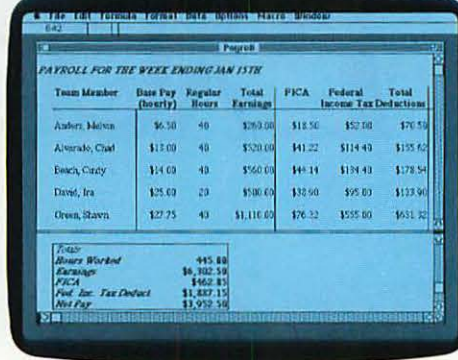 File Edit Formula Format Data Options Macro Window
G42
Payroll
PAYROLL FOR THE WEEK ENDING JAN 15TH
Team Member Base Pay Regular Total FICA Federal Total
(hourly) Hours Earnings Income Tax Deductions
Anders, Melvin $6.50 40 $260.00 $18.50 $52.00 $70.50
Alvarado, Chad $13.00 40 $520.00 $41.22 $114.40 $155.62
Beach, Cindy $14.00 40 $560.00 $44.14 $134.40 $178.54
David, Ira $25.00 20 $500.00 $38.90 $95.00 $133.90
Green, Shawn $27.75 40 $1,110.00 $76.32 $555.00 $631.32
Totals
Hours Worked 445.00
Earnings $6,302.50
FICA $462.85
Fed. Inc. Tax Deduct $1,887.15
Net Pay $3,952.50